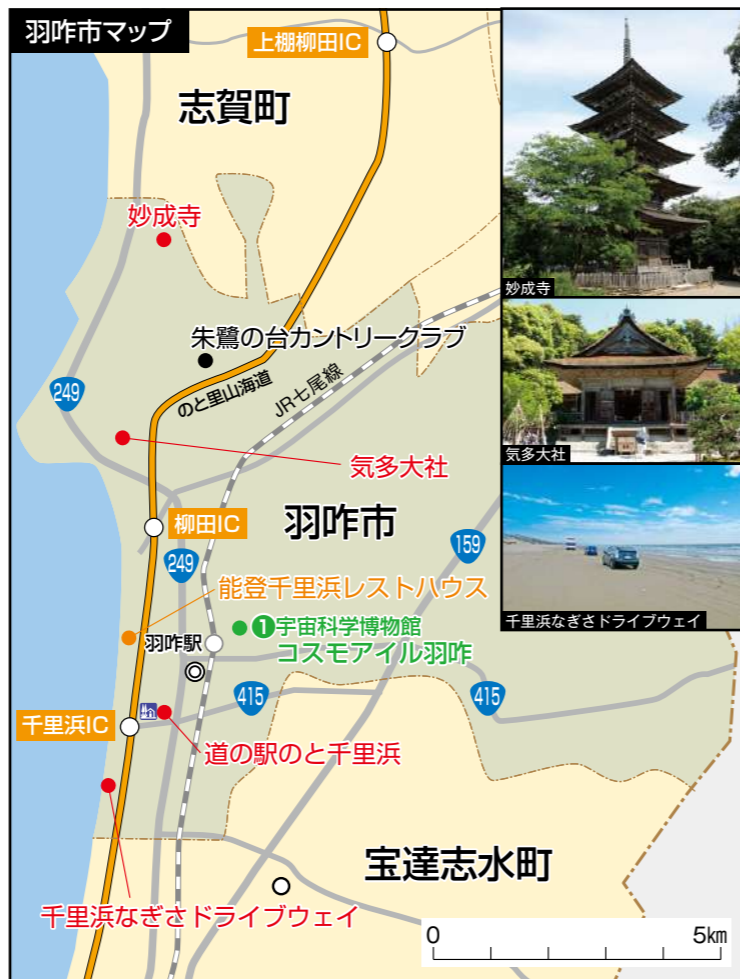 羽咋市マップ
上棚柳田IC
志賀町
妙成寺
妙成寺
朱鷺の台カントリークラブ
のと里山海道
JR七尾線
249
気多大社
気多大社
柳田IC
羽咋市
159
249
能登千里浜レストハウス
千里浜なぎさドライブウェイ
羽咋駅
❶宇宙科学博物館
コスモアイル羽咋
415
415
千里浜IC
道の駅のと千里浜
宝達志水町
千里浜なぎさドライブウェイ
0 5km